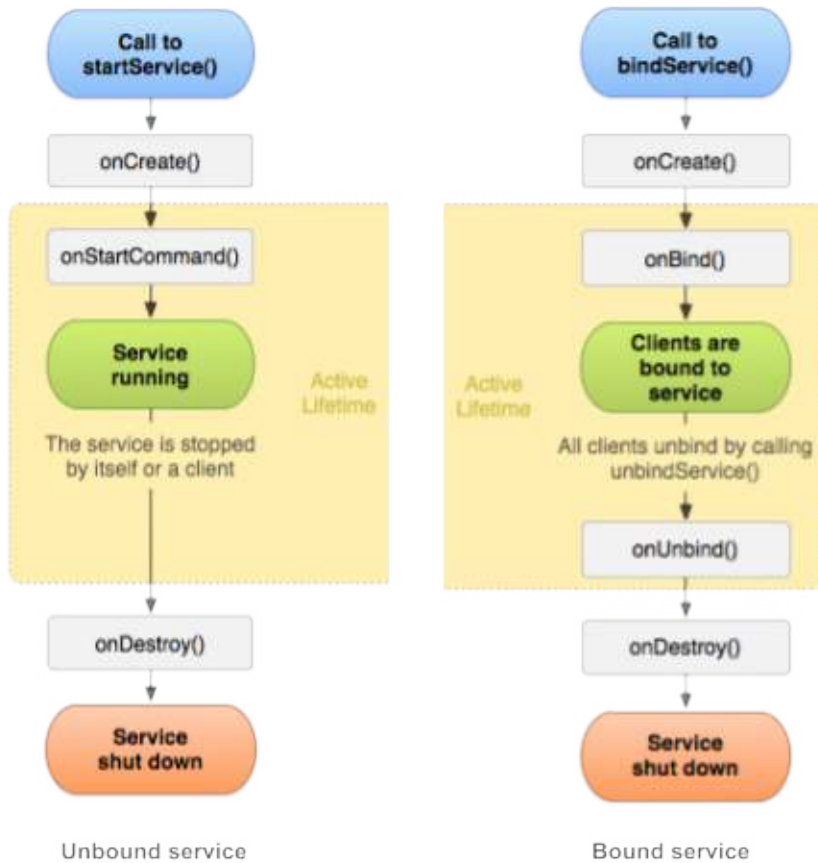 Call to
startService()
onCreate()
onStartCommand()
Service
running
Active
Lifetime
The service is stopped
by itself or a client
onDestroy()
Service
shut down
Unbound service
Call to
bindService()
onCreate()
onBind()
Clients are
bound to
service
Active
Lifetime
All clients unbind by calling
unbindService()
onUnbind()
onDestroy()
Service
shut down
Bound service